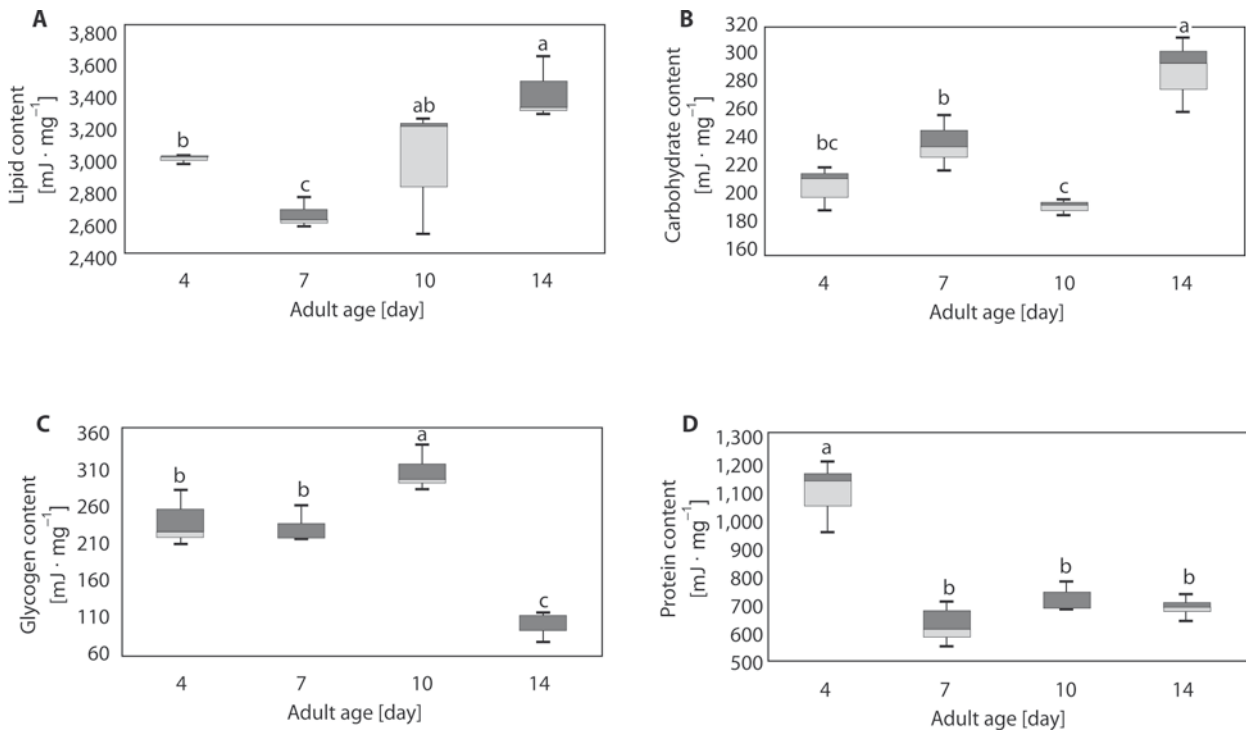 A
Lipid content
[mJ · mg⁻¹]
3,800
3,600
3,400
3,200
3,000
2,800
2,600
2,400
b
c
ab
a
4 7 10 14
Adult age [day]
B
Carbohydrate content
[mJ · mg⁻¹]
320
300
280
260
240
220
200
180
160
bc
b
c
a
4 7 10 14
Adult age [day]
C
Glycogen content
[mJ · mg⁻¹]
360
310
260
210
160
110
60
b
b
a
c
4 7 10 14
Adult age [day]
D
Protein content
[mJ · mg⁻¹]
1,300
1,200
1,100
1,000
900
800
700
600
500
a
b
b
b
4 7 10 14
Adult age [day]